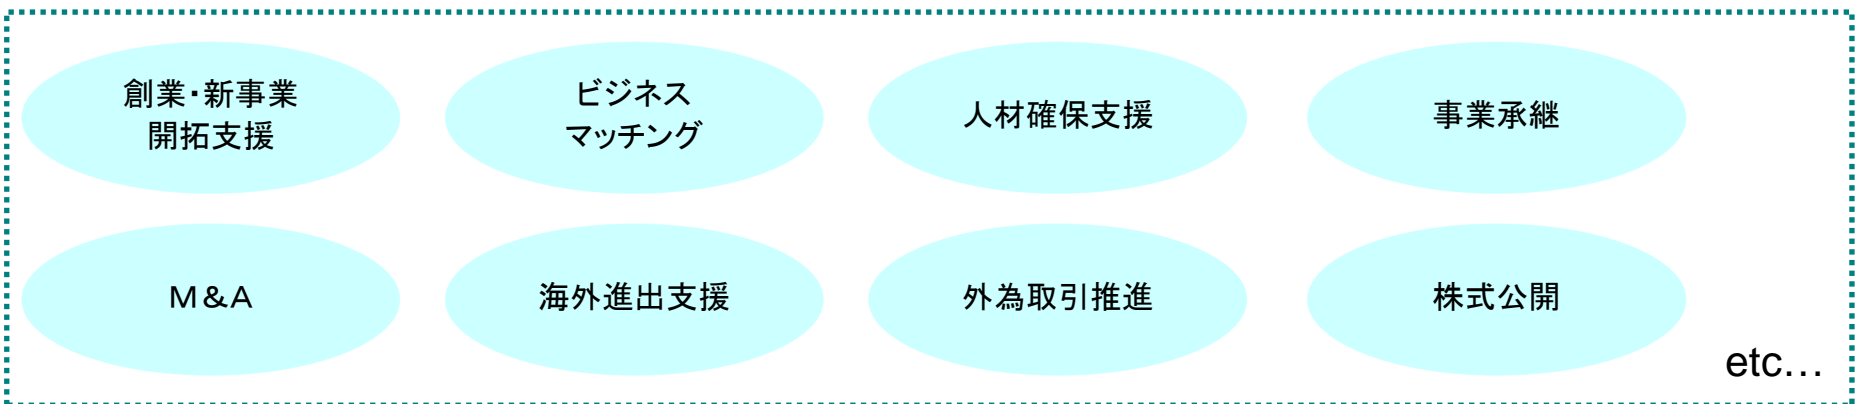 創業・新事業
開拓支援
ビジネス
マッチング
人材確保支援
事業承継
Ｍ＆Ａ
海外進出支援
外為取引推進
株式公開
etc…